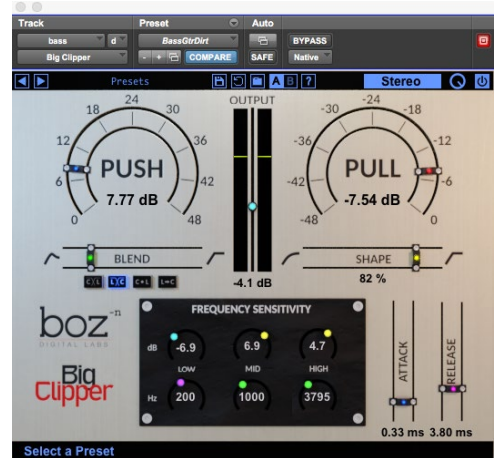 Track Preset Auto
bass d BassGtrDirt BYPASS
Big Clipper - + COMPARE SAFE Native
Presets A B ? Stereo
OUTPUT
24 -24
18 30 -30 -18
12 36 -36 -12
PUSH PULL
6 42 -42 -6
7.77 dB -7.54 dB
0 48 -48 0
BLEND SHAPE
C\L L\C C+L L=C -4.1 dB 82 %
boz -n
DIGITAL LABS
Big
Clipper
FREQUENCY SENSITIVITY
dB -6.9 6.9 4.7
LOW MID HIGH
Hz 200 1000 3795
ATTACK
RELEASE
0.33 ms 3.80 ms
Select a Preset